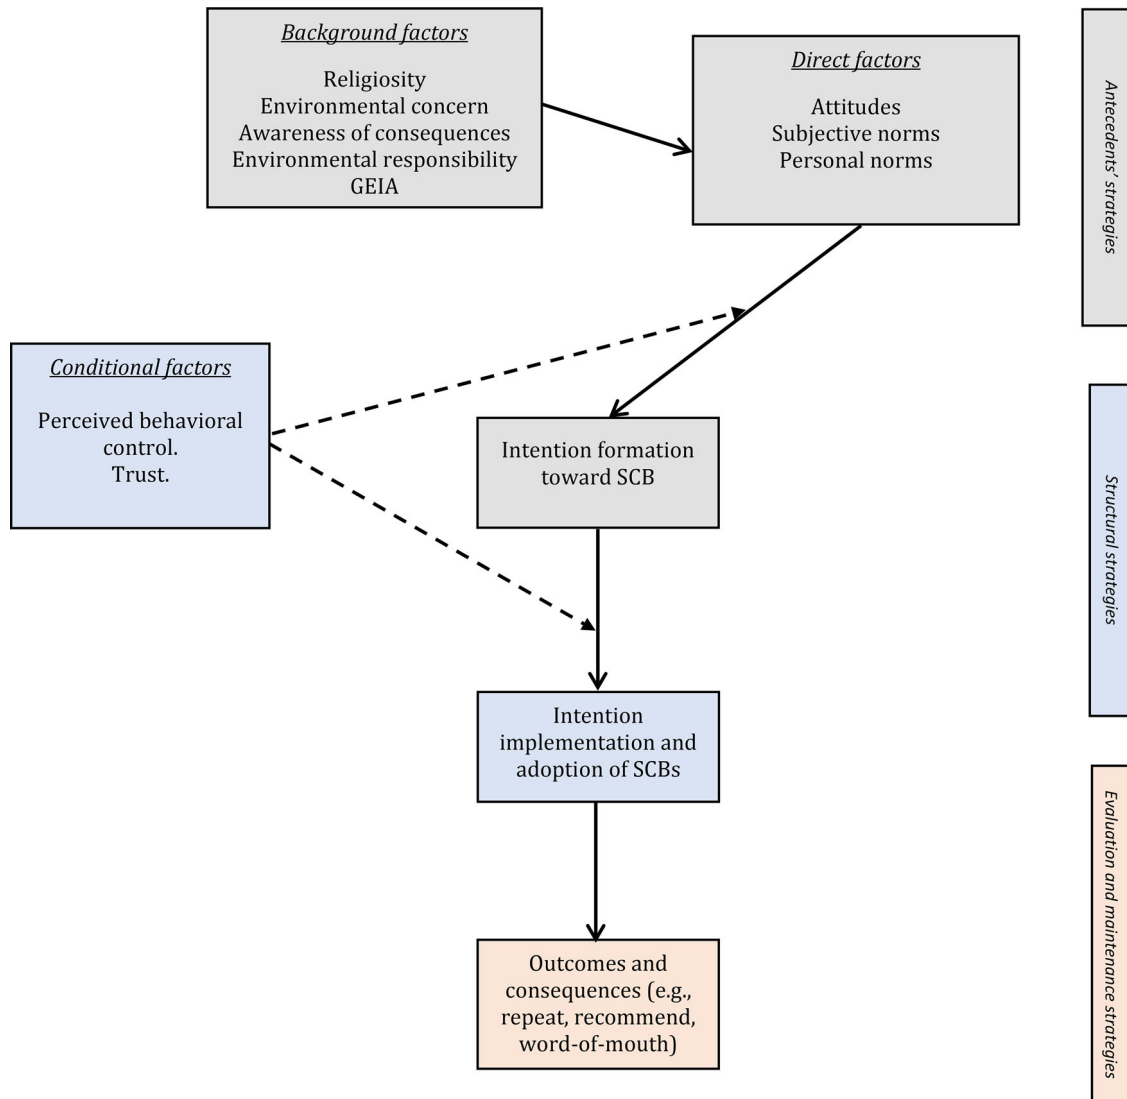 Background factors
Religiosity
Environmental concern
Awareness of consequences
Environmental responsibility
GEIA
Direct factors
Attitudes
Subjective norms
Personal norms
Antecedents' strategies
Conditional factors
Perceived behavioral
control.
Trust.
Intention formation
toward SCB
Structural strategies
Intention
implementation and
adoption of SCBs
Outcomes and
consequences (e.g.,
repeat, recommend,
word-of-mouth)
Evaluation and maintenance strategies